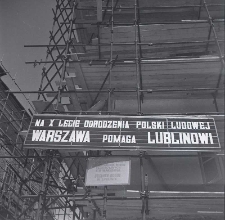 NA X LECIE ODRODZENIA POLSKI LUDOWEJ
WARSZAWA POMAGA LUBLINOWI